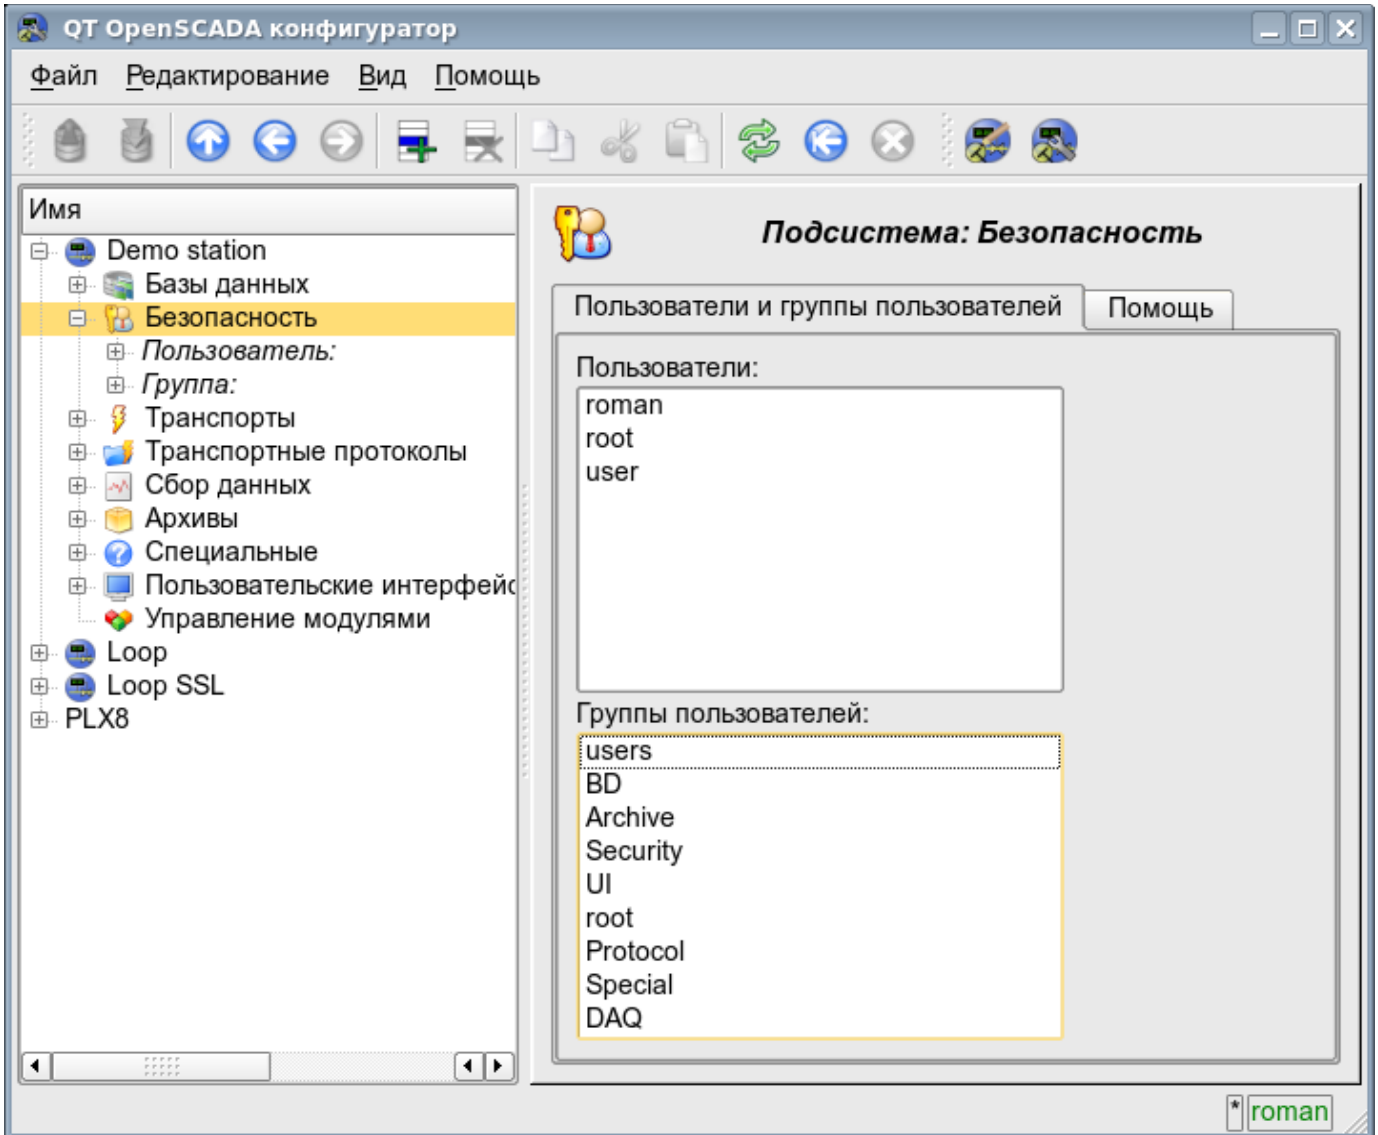 QT OpenSCADA конфигуратор
Файл Редактирование Вид Помощь
Имя
Demo station
Базы данных
Безопасность
Пользователь:
Группа:
Транспорты
Транспортные протоколы
Сбор данных
Архивы
Специальные
Пользовательские интерфейс
Управление модулями
Loop
Loop SSL
PLX8
Подсистема: Безопасность
Пользователи и группы пользователей Помощь
Пользователи:
roman
root
user
Группы пользователей:
users
BD
Archive
Security
UI
root
Protocol
Special
DAQ
* roman